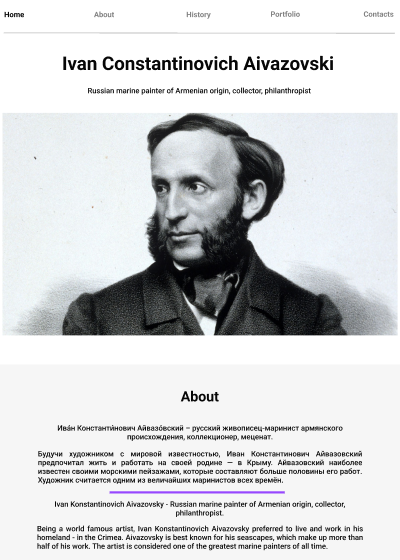 Home About History Portfolio Contacts
Ivan Constantinovich Aivazovski
Russian marine painter of Armenian origin, collector, philanthropist
About
Ива́н Константи́нович Айвазо́вский – русский живописец-маринист армянского
происхождения, коллекционер, меценат.
Будучи художником с мировой известностью, Иван Константинович Айвазовский
предпочитал жить и работать на своей родине — в Крыму. Айвазовский наиболее
известен своими морскими пейзажами, которые составляют больше половины его работ.
Художник считается одним из величайших маринистов всех времён.
Ivan Konstantinovich Aivazovsky - Russian marine painter of Armenian origin, collector,
philanthropist.
Being a world famous artist, Ivan Konstantinovich Aivazovsky preferred to live and work in his
homeland - in the Crimea. Aivazovsky is best known for his seascapes, which make up more than
half of his work. The artist is considered one of the greatest marine painters of all time.